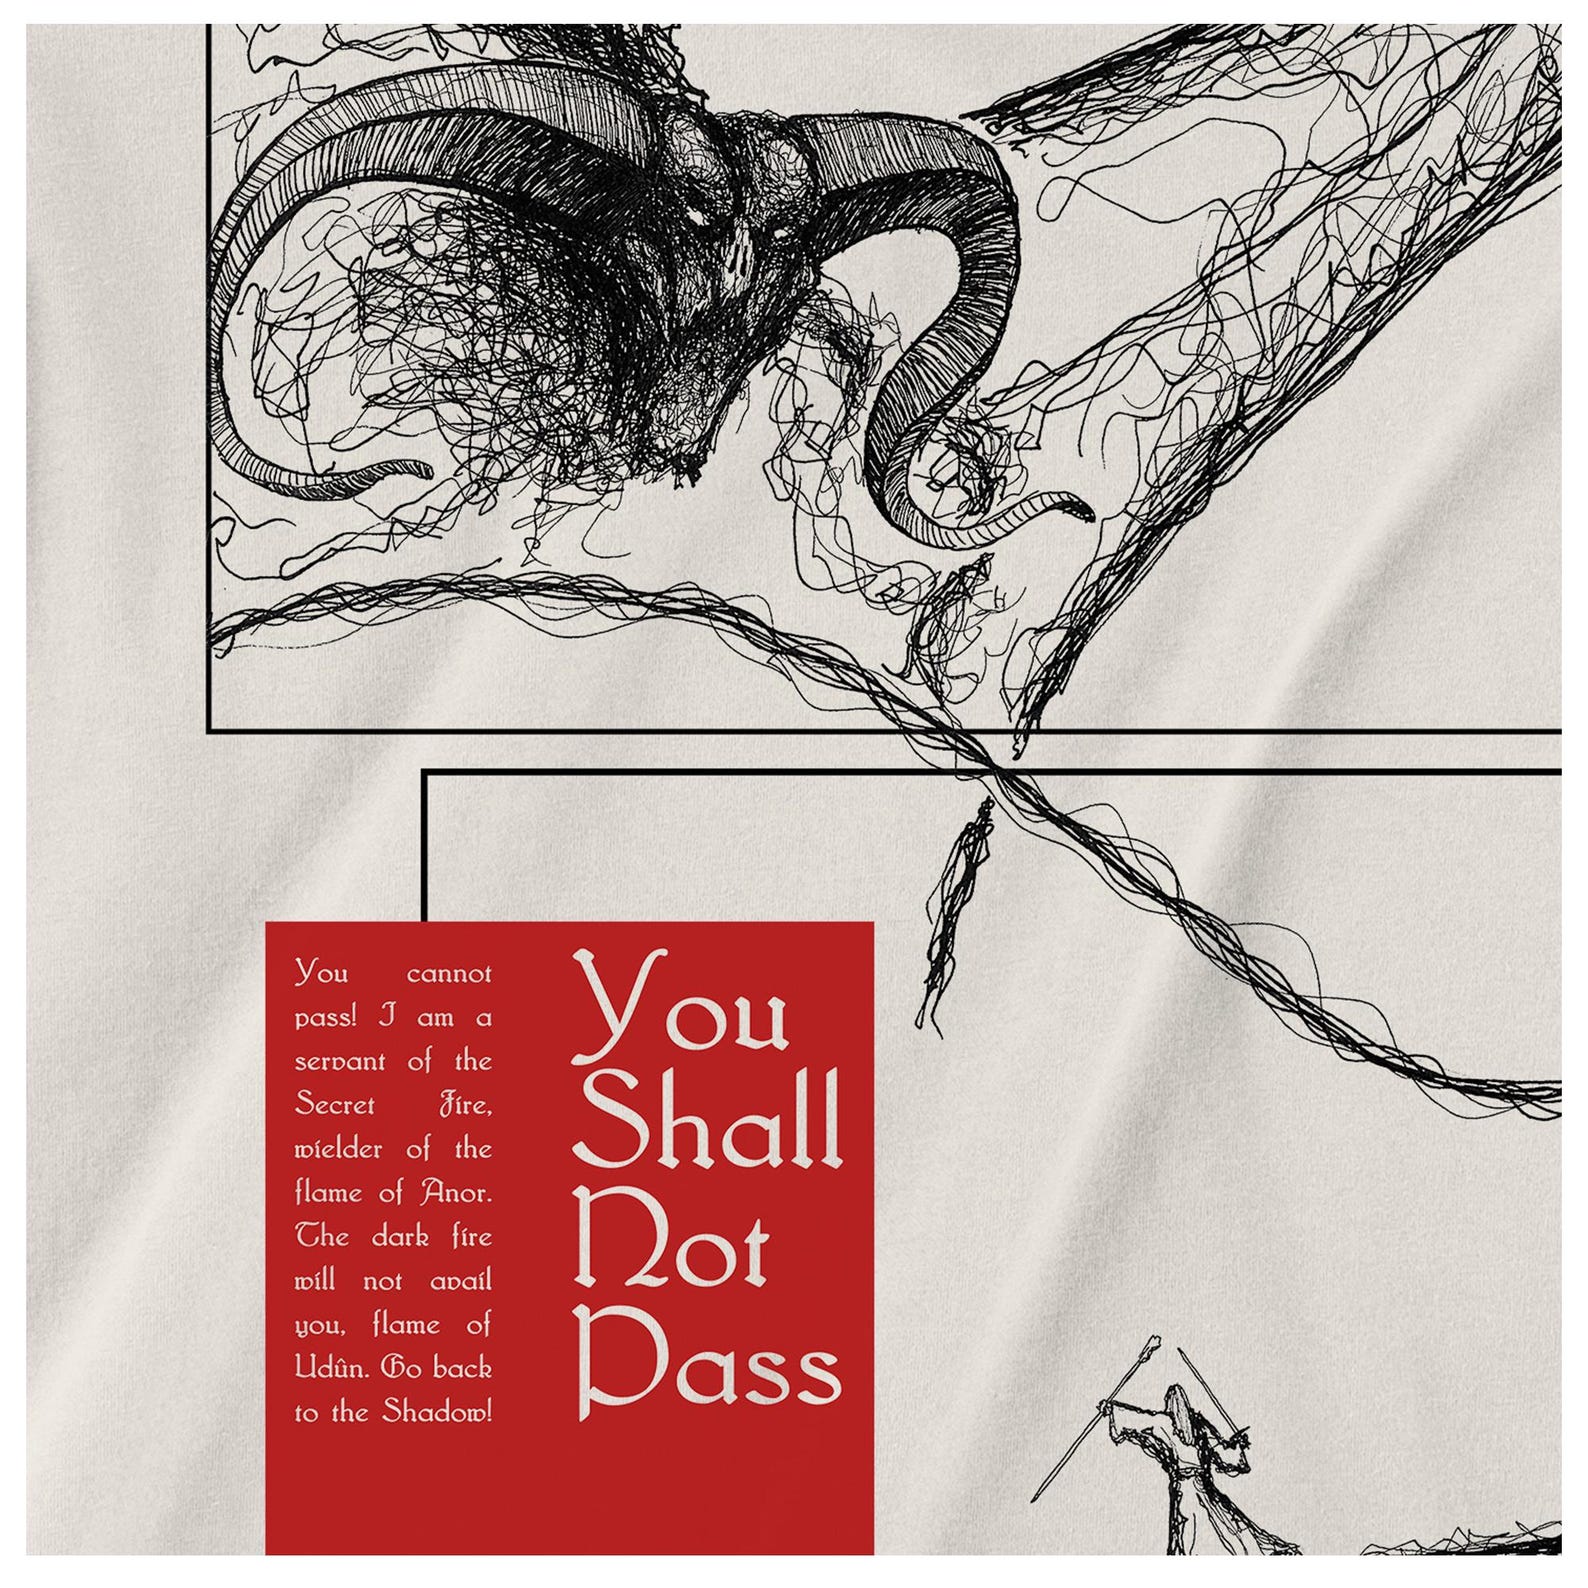 You cannot
pass! I am a
servant of the
Secret Fire,
wielder of the
flame of Anor.
The dark fire
will not avail
you, flame of
Udûn. Go back
to the Shadow!
You
Shall
Not
Pass